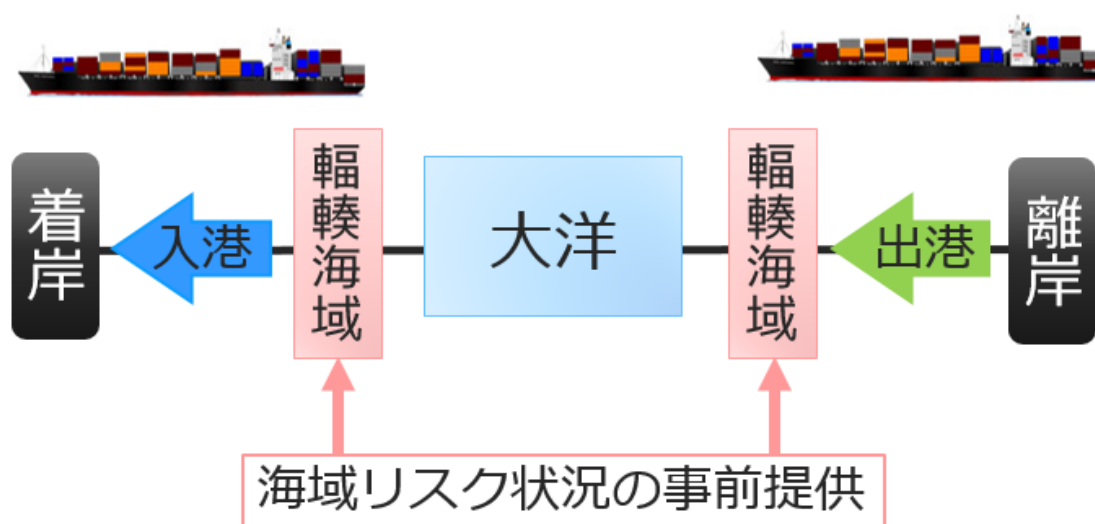 着岸
入港
輻輳海域
大洋
輻輳海域
出港
離岸
海域リスク状況の事前提供